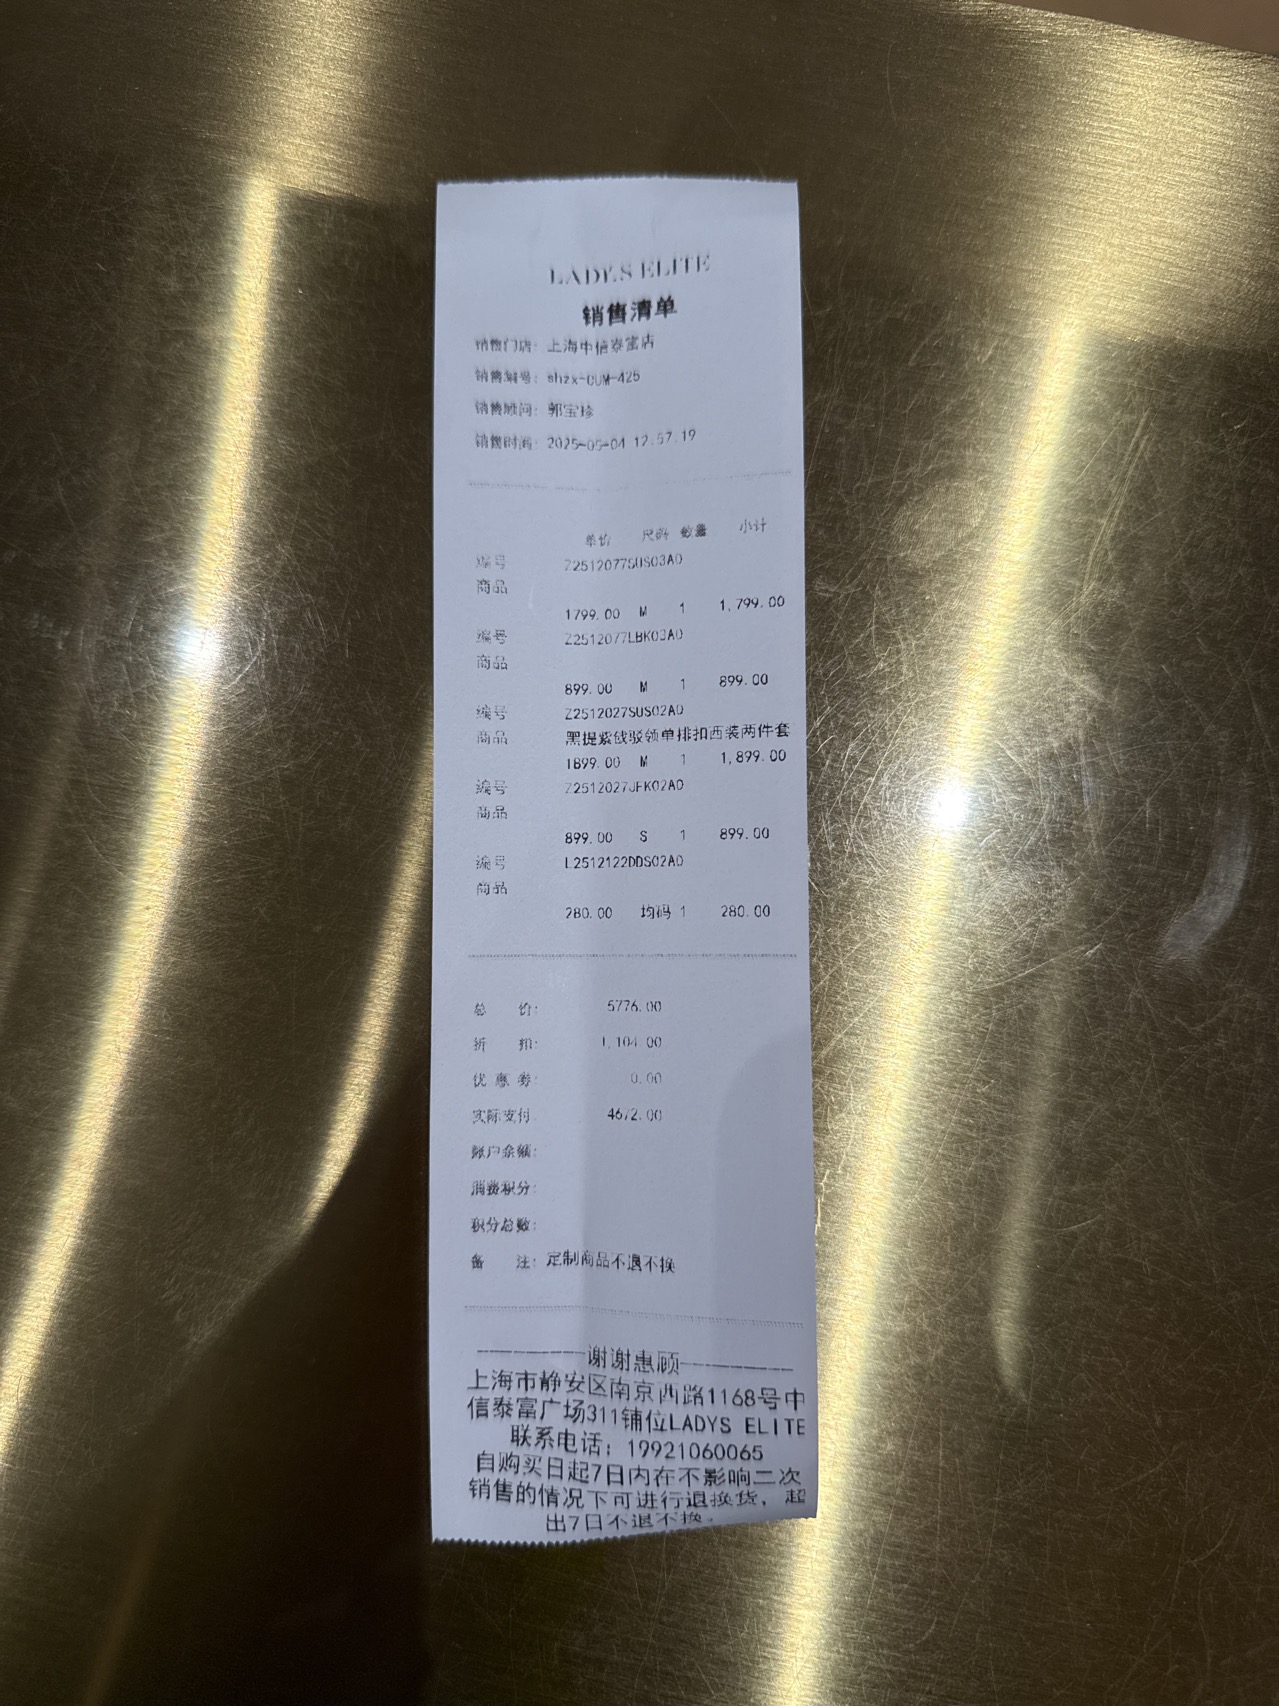 LADYS ELITE
销售清单
销售门店: 上海中信泰富店
销售编号: shzx-CUM-425
销售顾问: 郭宝珍
销售时间: 2025-05-04 12:57:19
单价 尺码 数量 小计
编号 Z2512077SUS03A0
商品
1799.00 M 1 1,799.00
编号 Z2512077LBK03A0
商品
899.00 M 1 899.00
编号 Z2512027SUS02A0
商品 黑提紫线驳领单排扣西装两件套
1899.00 M 1 1,899.00
编号 Z2512027JFK02A0
商品
899.00 S 1 899.00
编号 L2512122DDS02A0
商品
280.00 均码 1 280.00
总 价: 5776.00
折 扣: 1,104.00
优 惠 券: 0.00
实际支付: 4672.00
账户余额:
消费积分:
积分总数:
备 注: 定制商品不退不换
谢谢惠顾
上海市静安区南京西路1168号中
信泰富广场311铺位LADYS ELITE
联系电话: 19921060065
自购买日起7日内在不影响二次
销售的情况下可进行退换货，超
出7日不退不换。